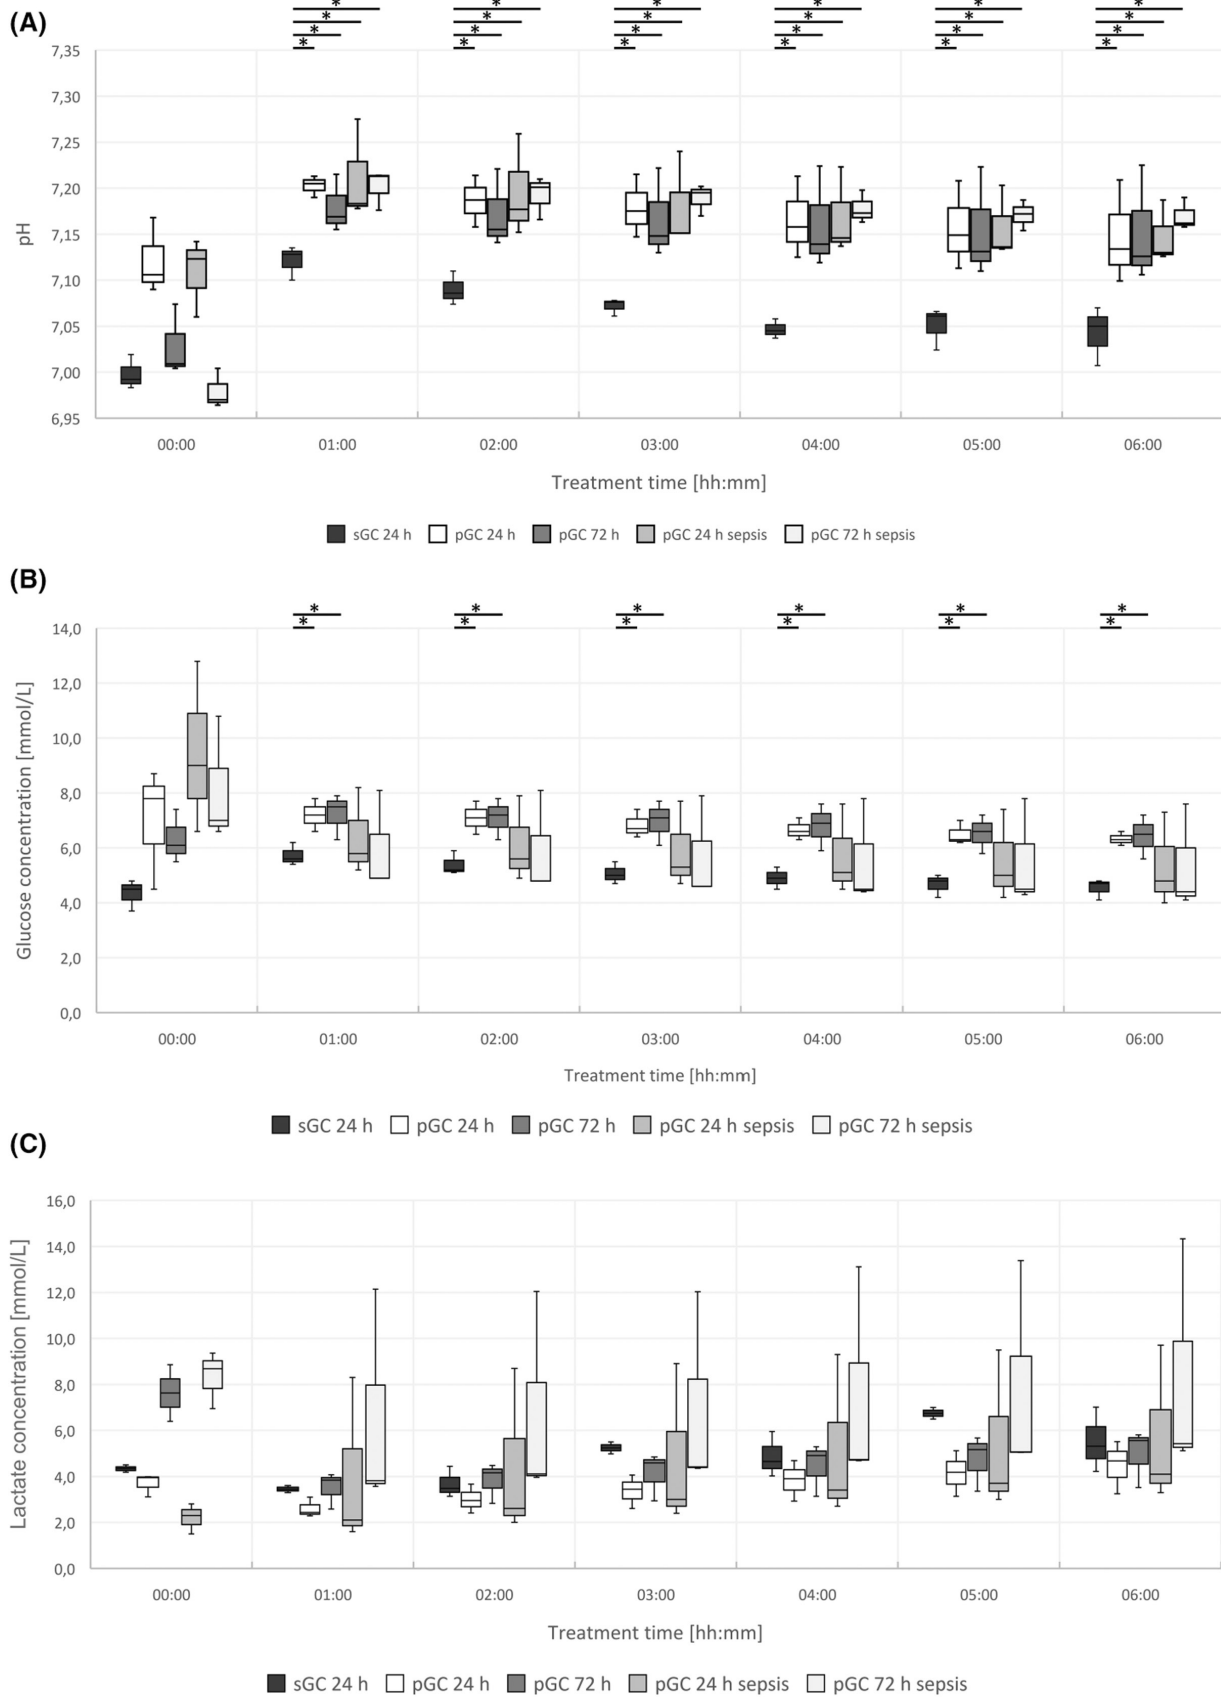 (A)
* * * * * *
* * * * * *
* * * * * *
* * * * * *
7,35
7,30
7,25
7,20
7,15
7,10
7,05
7,00
6,95
pH
00:00 01:00 02:00 03:00 04:00 05:00 06:00
Treatment time [hh:mm]
sGC 24 h pGC 24 h pGC 72 h pGC 24 h sepsis pGC 72 h sepsis
(B)
* * * * * *
* * * * * *
14,0
12,0
10,0
8,0
6,0
4,0
2,0
0,0
Glucose concentration [mmol/L]
00:00 01:00 02:00 03:00 04:00 05:00 06:00
Treatment time [hh:mm]
sGC 24 h pGC 24 h pGC 72 h pGC 24 h sepsis pGC 72 h sepsis
(C)
16,0
14,0
12,0
10,0
8,0
6,0
4,0
2,0
0,0
Lactate concentration [mmol/L]
00:00 01:00 02:00 03:00 04:00 05:00 06:00
Treatment time [hh:mm]
sGC 24 h pGC 24 h pGC 72 h pGC 24 h sepsis pGC 72 h sepsis